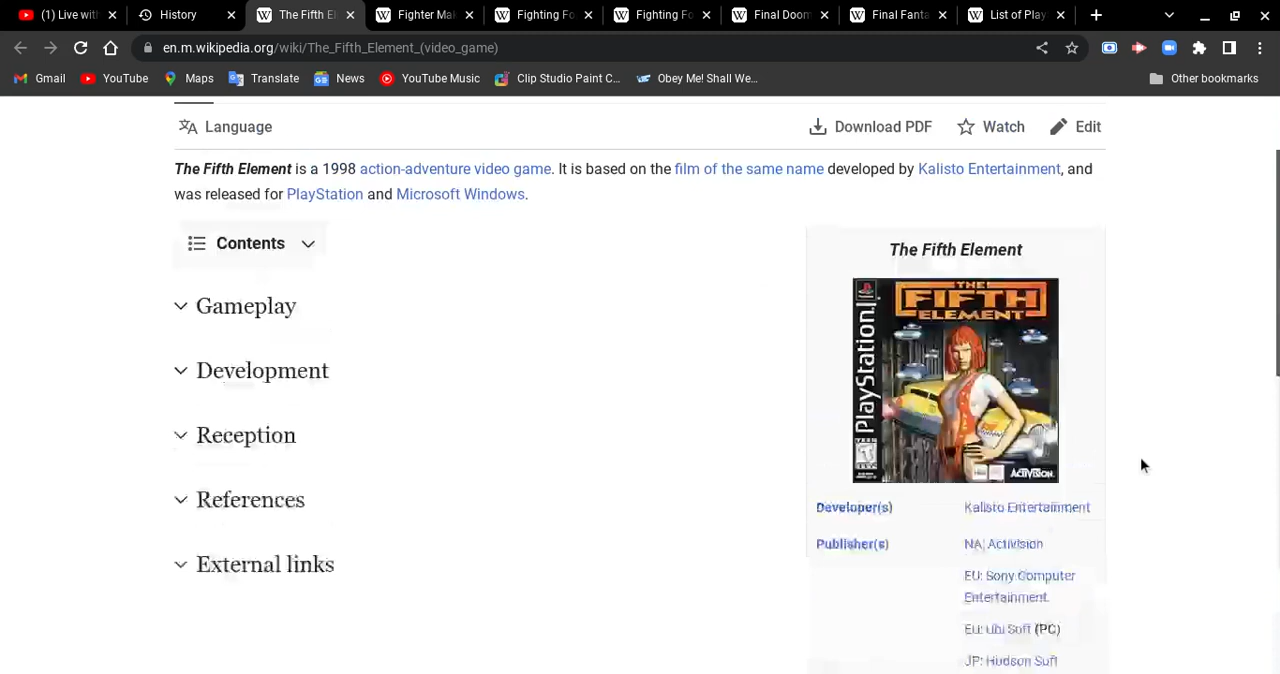 (1) Live with
History
The Fifth El
Fighter Mak
Fighting Fo
Fighting Fo
Final Doom
Final Fanta
List of Play
en.m.wikipedia.org/wiki/The_Fifth_Element_(video_game)
Gmail
YouTube
Maps
Translate
News
YouTube Music
Clip Studio Paint C...
Obey Me! Shall We...
Other bookmarks
Language
Download PDF
Watch
Edit
The Fifth Element is a 1998 action-adventure video game. It is based on the film of the same name developed by Kalisto Entertainment, and
was released for PlayStation and Microsoft Windows.
Contents
The Fifth Element
THE
FIFTH
ELEMENT
PlayStation
TEEN
ACTIVISION
Gameplay
Development
Reception
References
External links
Developer(s) Kalisto Entertainment
Publisher(s) NA: Activision
EU: Sony Computer
Entertainment
EU: Ubi Soft (PC)
JP: Hudson Soft